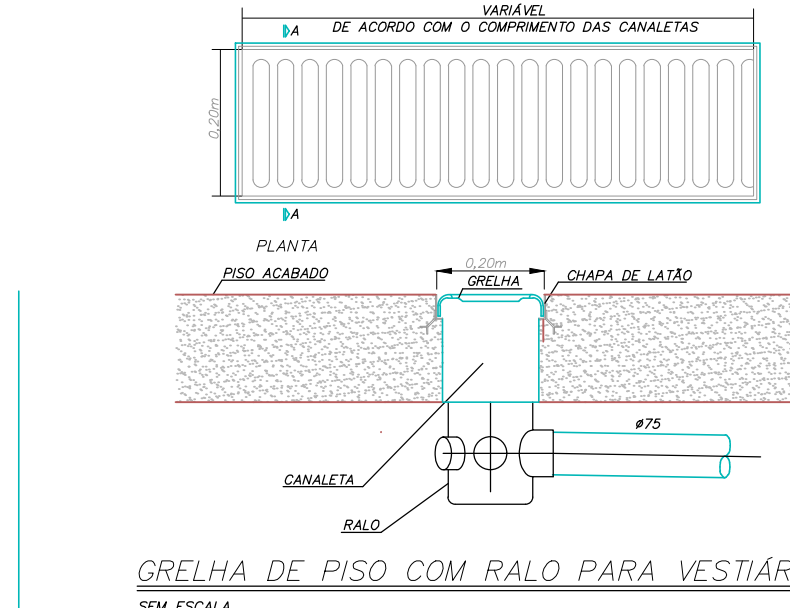 VARIÁVEL
DE ACORDO COM O COMPRIMENTO DAS CANALETAS
A
0,20m
A
PLANTA
0,20m
PISO ACABADO
GRELHA
CHAPA DE LATÃO
ø75
CANALETA
RALO
GRELHA DE PISO COM RALO PARA VESTIÁR
SEM ESCALA